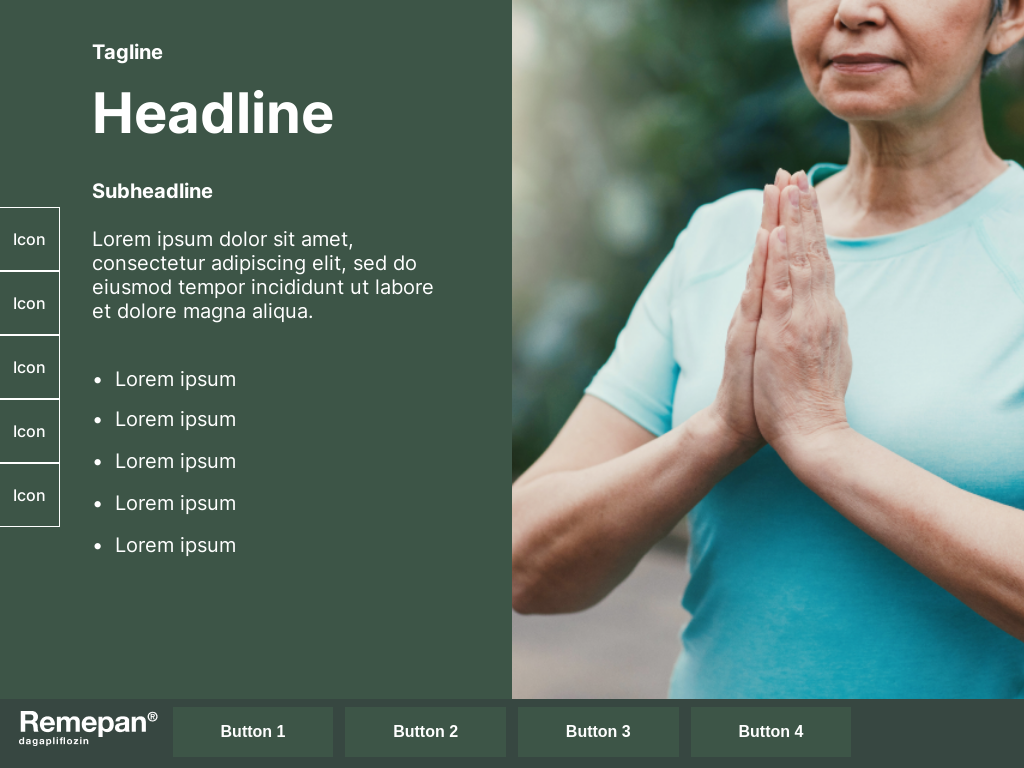 Tagline
Headline
Subheadline
Lorem ipsum dolor sit amet,
consectetur adipiscing elit, sed do
eiusmod tempor incididunt ut labore
et dolore magna aliqua.
• Lorem ipsum
• Lorem ipsum
• Lorem ipsum
• Lorem ipsum
• Lorem ipsum
Icon
Icon
Icon
Icon
Icon
Remepan®
dagapliflozin
Button 1
Button 2
Button 3
Button 4